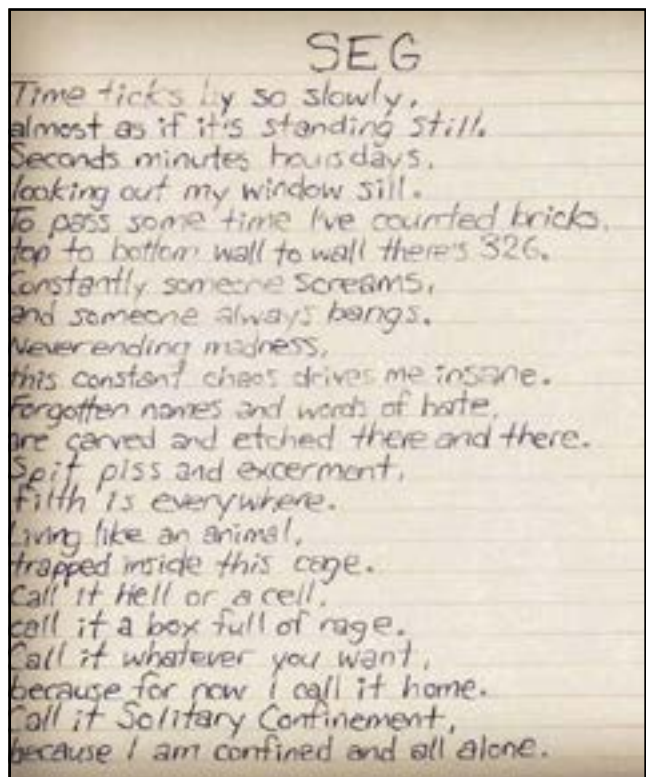 SEG
Time ticks by so slowly,
almost as if it's standing still.
Seconds minutes hours days,
looking out my window sill.
To pass some time I've counted bricks,
top to bottom wall to wall there's 326.
Constantly someone screams,
and someone always bangs.
Never ending madness,
this constant chaos drives me insane.
Forgotten names and words of hate,
are carved and etched there and there.
Spit piss and excerment,
filth is everywhere.
Living like an animal,
trapped inside this cage.
Call it Hell or a cell,
call it a box full of rage.
Call it whatever you want,
because for now I call it home.
Call it Solitary Confinement,
because I am confined and all alone.